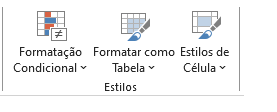 Formatação Condicional
Formatar como Tabela
Estilos de Célula
Estilos